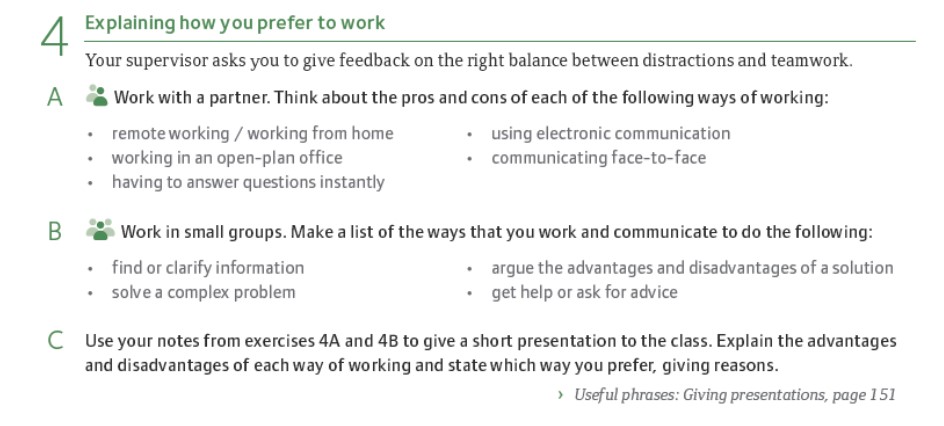 4 Explaining how you prefer to work
Your supervisor asks you to give feedback on the right balance between distractions and teamwork.
A Work with a partner. Think about the pros and cons of each of the following ways of working:
• remote working / working from home
• working in an open-plan office
• having to answer questions instantly
• using electronic communication
• communicating face-to-face
B Work in small groups. Make a list of the ways that you work and communicate to do the following:
• find or clarify information
• solve a complex problem
• argue the advantages and disadvantages of a solution
• get help or ask for advice
C Use your notes from exercises 4A and 4B to give a short presentation to the class. Explain the advantages
and disadvantages of each way of working and state which way you prefer, giving reasons.
› Useful phrases: Giving presentations, page 151